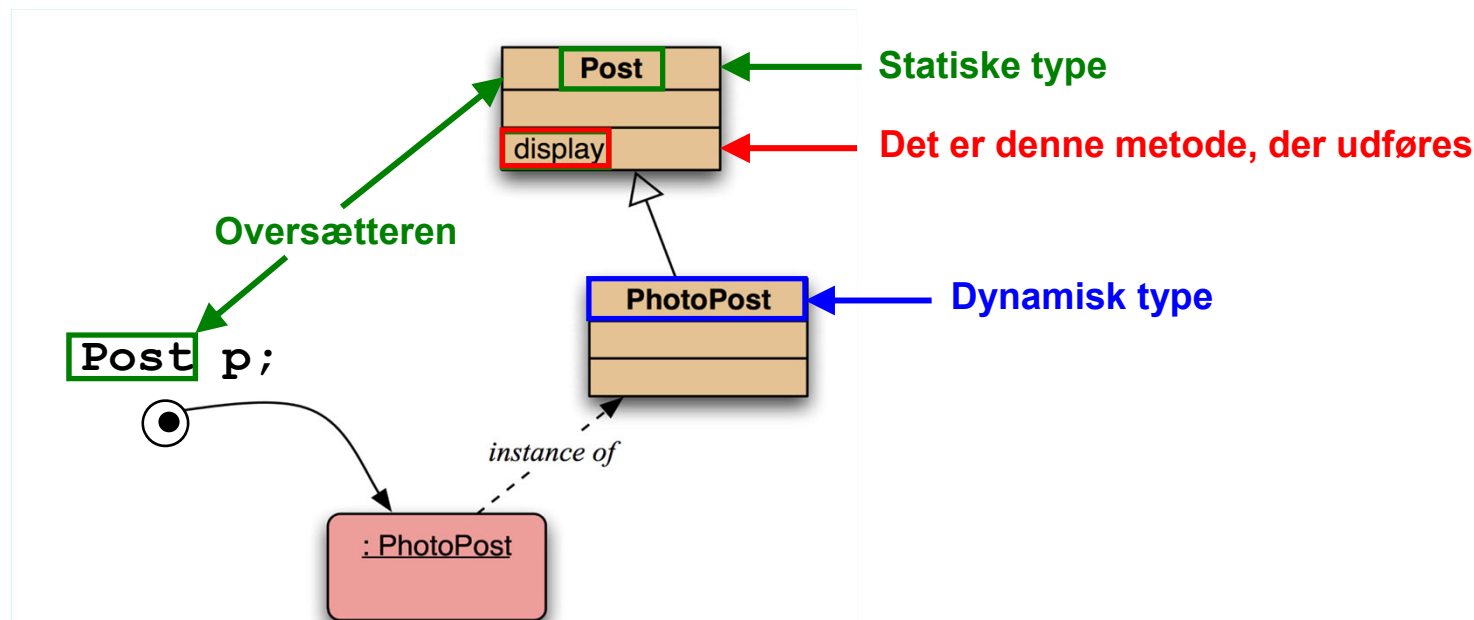 Post
Statiske type
display
Det er denne metode, der udføres
Oversætteren
PhotoPost
Dynamisk type
Post p;
instance of
: PhotoPost